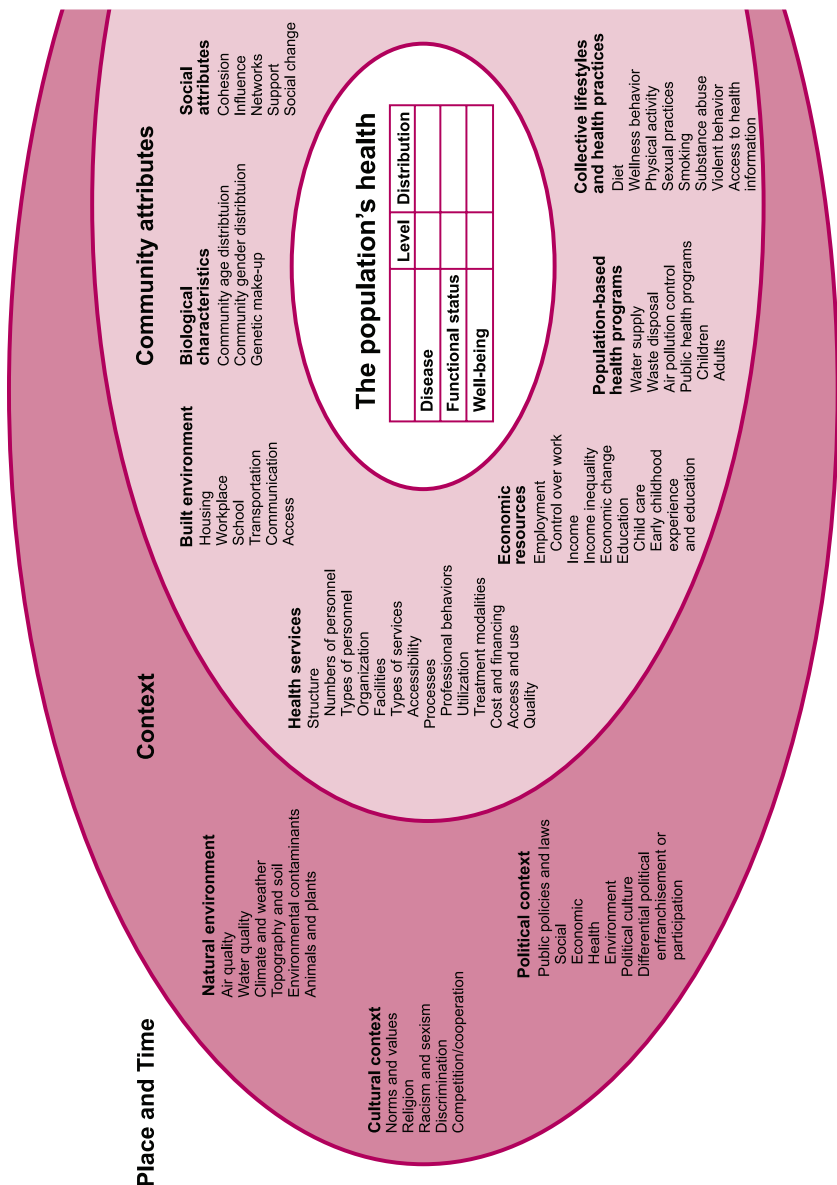 Place and Time
Context
Community attributes
Natural environment
Air quality
Water quality
Climate and weather
Topography and soil
Environmental contaminants
Animals and plants
Cultural context
Norms and values
Religion
Racism and sexism
Discrimination
Competition/cooperation
Political context
Public policies and laws
Social
Economic
Health
Environment
Political culture
Differential political
enfranchisement or
participation
Built environment
Housing
Workplace
School
Transportation
Communication
Access
Biological
characteristics
Community age distribtuion
Community gender distribtuion
Genetic make-up
Social
attributes
Cohesion
Influence
Networks
Support
Social change
Health services
Structure
Numbers of personnel
Types of personnel
Organization
Facilities
Types of services
Accessibility
Processes
Professional behaviors
Utilization
Treatment modalities
Cost and financing
Access and use
Quality
The population's health
Level Distribution
Disease
Functional status
Well-being
Economic
resources
Employment
Control over work
Income
Income inequality
Economic change
Education
Child care
Early childhood
experience
and education
Population-based
health programs
Water supply
Waste disposal
Air pollution control
Public health programs
Children
Adults
Collective lifestyles
and health practices
Diet
Wellness behavior
Physical activity
Sexual practices
Smoking
Substance abuse
Violent behavior
Access to health
information